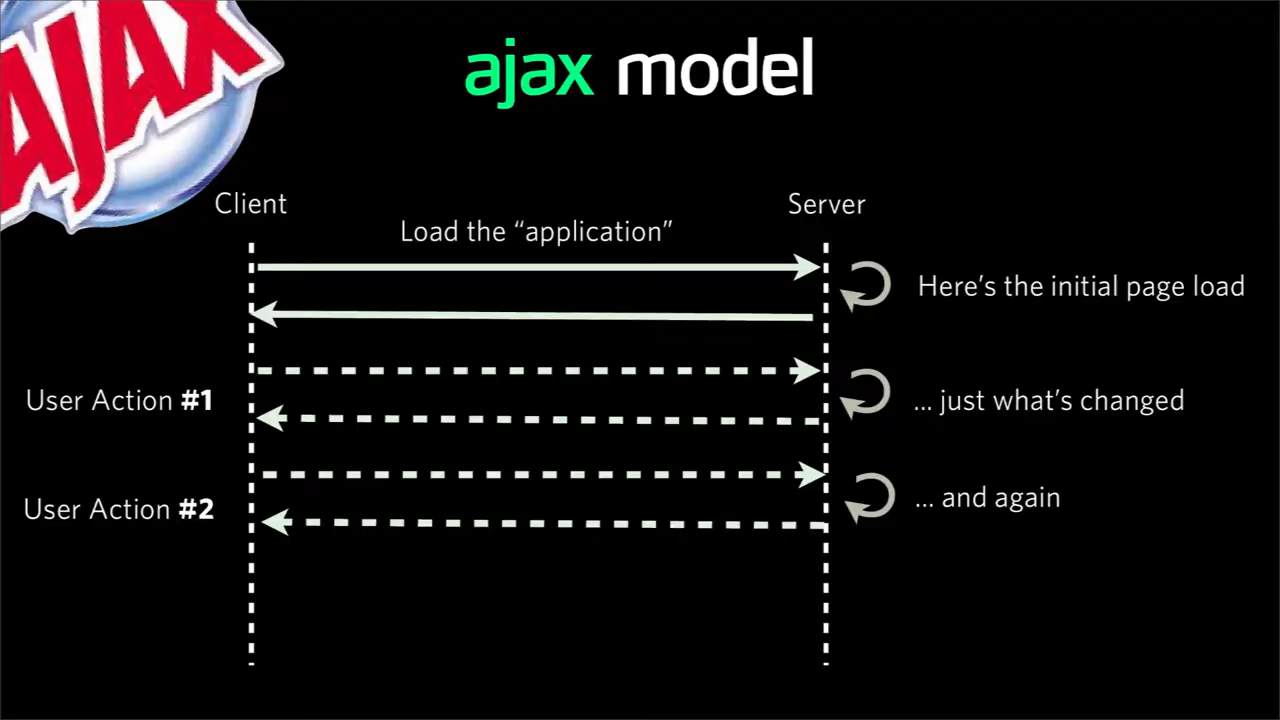 AJAX
ajax model
Client
Server
Load the “application”
Here’s the initial page load
User Action #1
... just what’s changed
User Action #2
... and again